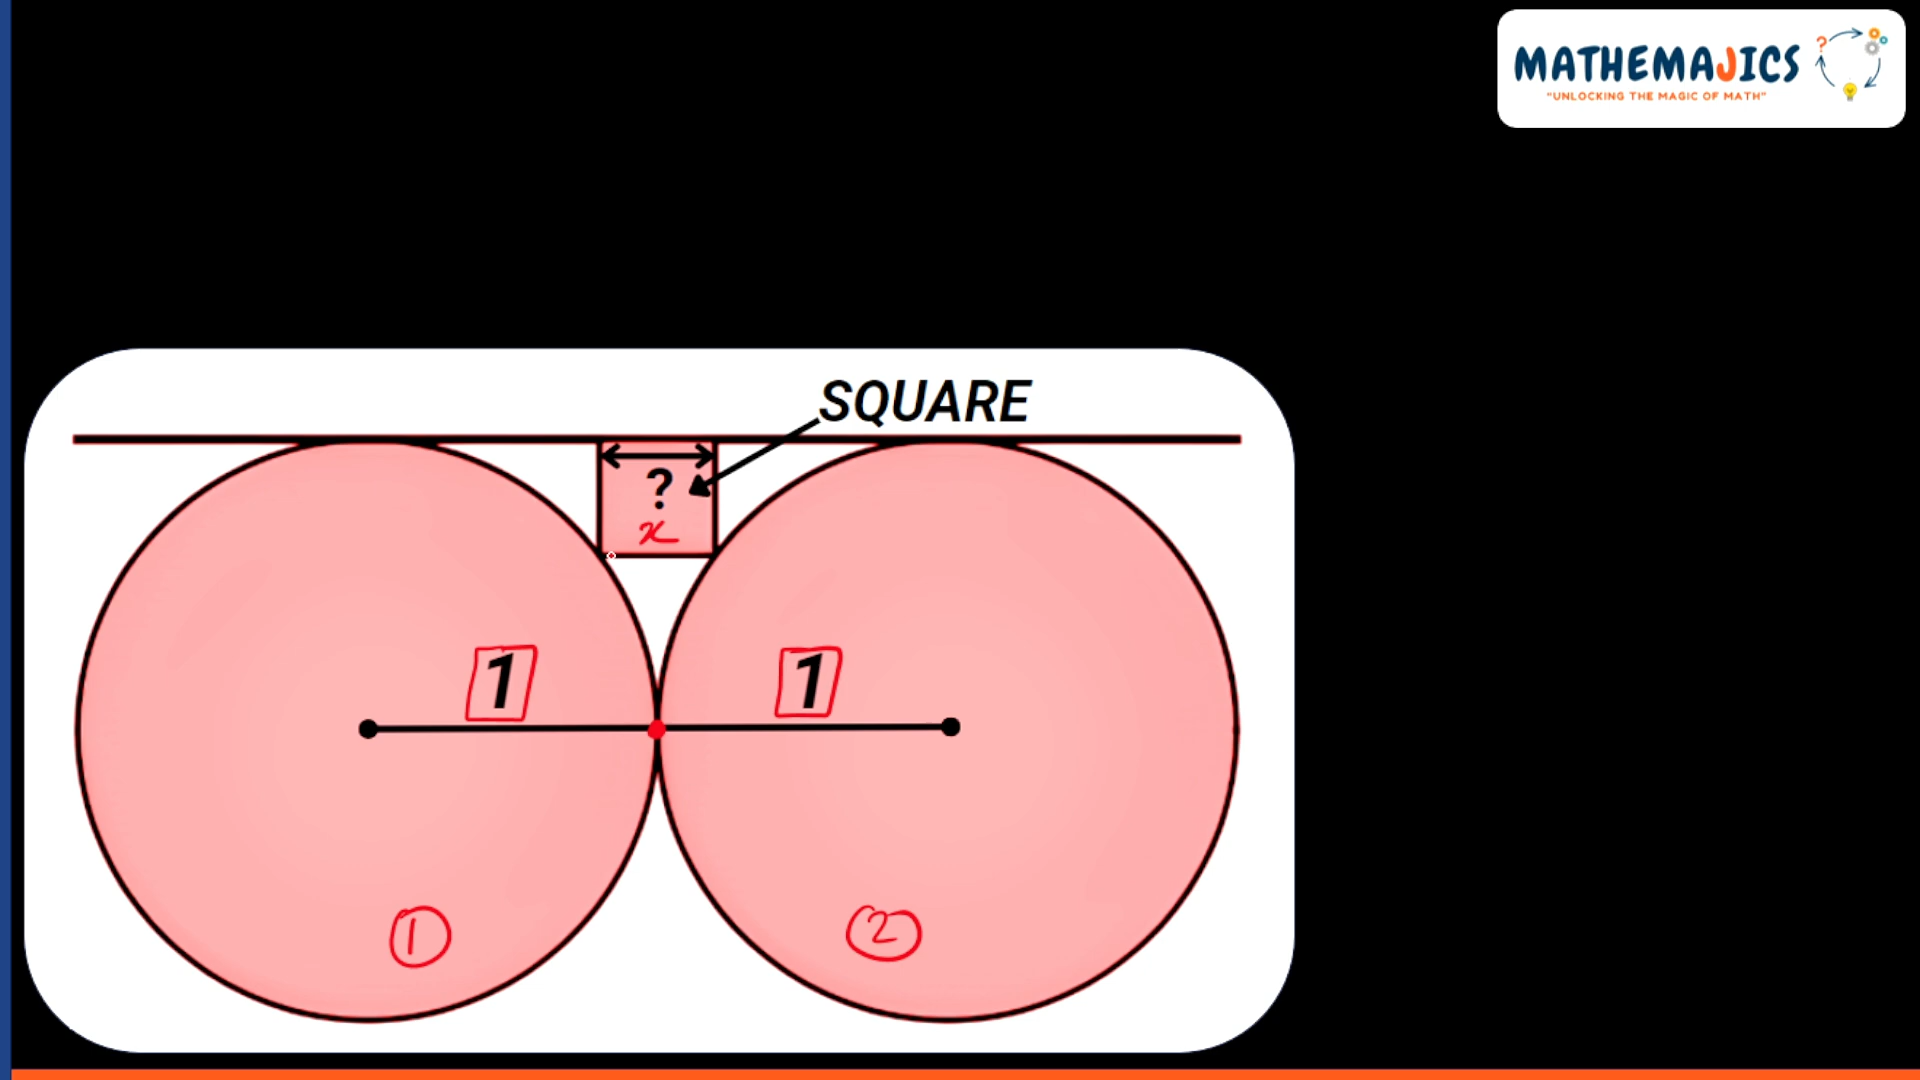 MATHEMAJICS
"UNLOCKING THE MAGIC OF MATH"
SQUARE
?
x
1 1
1 2